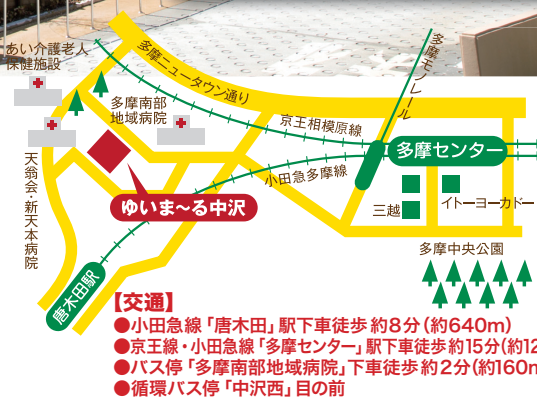 あい介護老人
保健施設
多摩ニュータウン通り
多摩モノレール
多摩南部
地域病院
京王相模原線
多摩センター
小田急多摩線
天翁会・新天本病院
ゆいま～る中沢
三越
イトーヨーカドー
唐木田駅
多摩中央公園
【交通】
●小田急線「唐木田」駅下車徒歩 約8分（約640m）
●京王線・小田急線「多摩センター」駅下車徒歩 約15分（約12
●バス停「多摩南部地域病院」下車徒歩 約2分（約160m
●循環バス停「中沢西」目の前